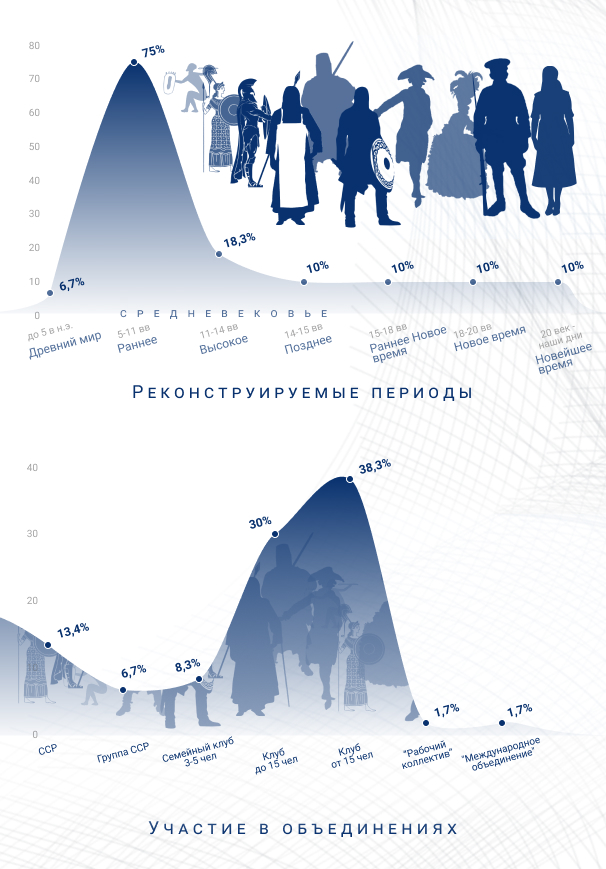 80
75%
70
60
50
40
30
20
18,3%
10
6,7%
10%
10%
10%
10%
0
СРЕДНЕВЕКОВЬЕ
до 5 в н.э.
Древний мир
5-11 вв
Раннее
11-14 вв
Высокое
14-15 вв
Позднее
15-18 вв
Раннее Новое
время
18-20 вв
Новое время
20 век-
наши дни
Новейшее
время
Реконструируемые периоды
40
38,3%
30
30%
20
13,4%
6,7%
8,3%
1,7%
1,7%
0
ССР
Группа ССР
Семейный клуб
3-5 чел
Клуб
до 15 чел
Клуб
от 15 чел
"Рабочий
коллектив"
"Международное
объединение"
Участие в объединениях